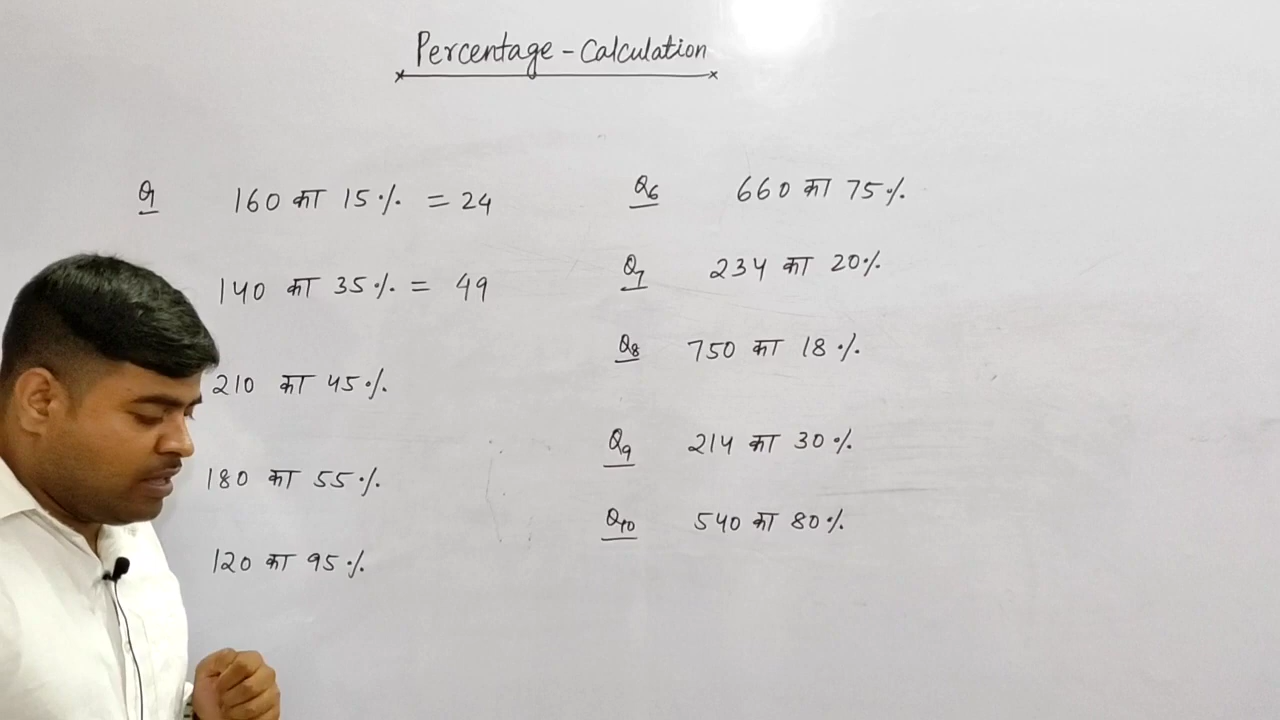 Percentage - Calculation
Q1 160 का 15% = 24
140 का 35% = 49
210 का 45%
180 का 55%
120 का 95%
Q6 660 का 75%
Q7 234 का 20%
Q8 750 का 18%
Q9 214 का 30%
Q10 540 का 80%